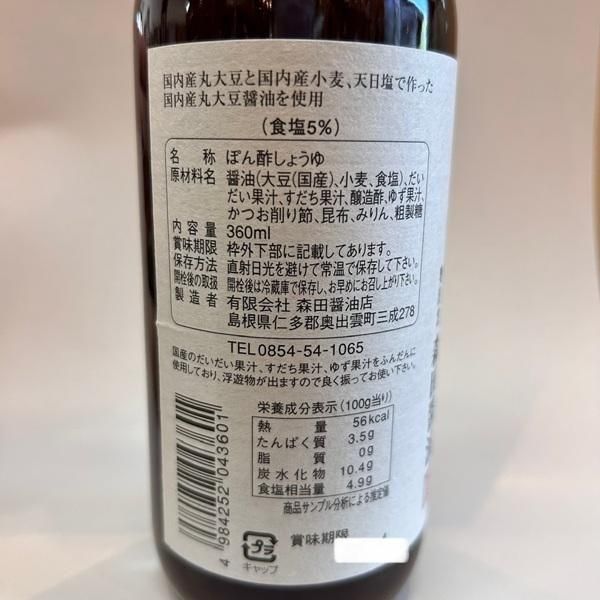 国内産丸大豆と国内産小麦、天日塩で作った
国内産丸大豆醤油を使用
(食塩5%)
名称 ぽん酢しょうゆ
原材料名 醤油(大豆(国産)、小麦、食塩)、だい
だい果汁、すだち果汁、醸造酢、ゆず果汁、
かつお削り節、昆布、みりん、粗製糖
内容量 360ml
賞味期限 枠外下部に記載してあります。
保存方法 直射日光を避けて常温で保存して下さい。
開栓後の取扱 開栓後は冷蔵庫で保存し、お早めにお召し上がり下さい。
製造者 有限会社 森田醤油店
島根県仁多郡奥出雲町三成278
TEL0854-54-1065
国産のだいだい果汁、すだち果汁、ゆず果汁をふんだんに
使用しており、浮遊物が出ますので良く振ってお使い下さい。
栄養成分表示(100g当り)
熱量 56kcal
たんぱく質 3.5g
脂質 0g
炭水化物 10.4g
食塩相当量 4.9g
商品サンプル分析による推定値
4 984252 043601
プラ
キャップ
賞味期限